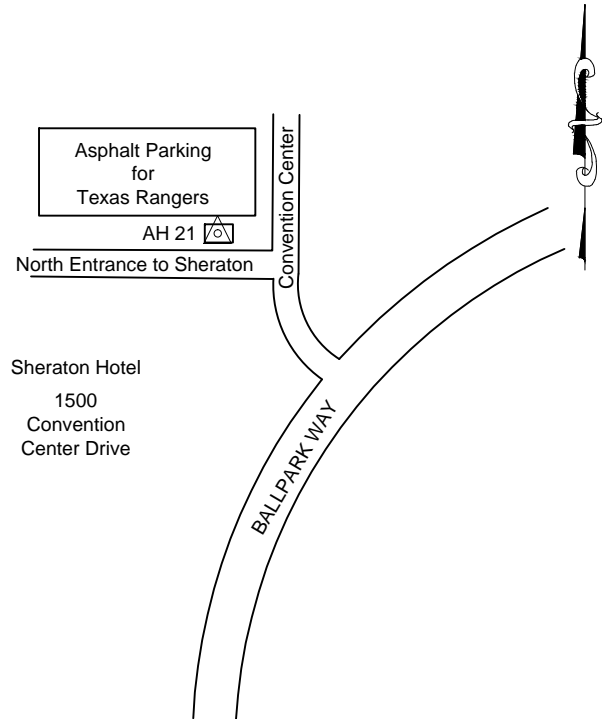 Asphalt Parking
for
Texas Rangers
AH 21
North Entrance to Sheraton
Convention Center
Sheraton Hotel
1500
Convention
Center Drive
BALLPARK WAY